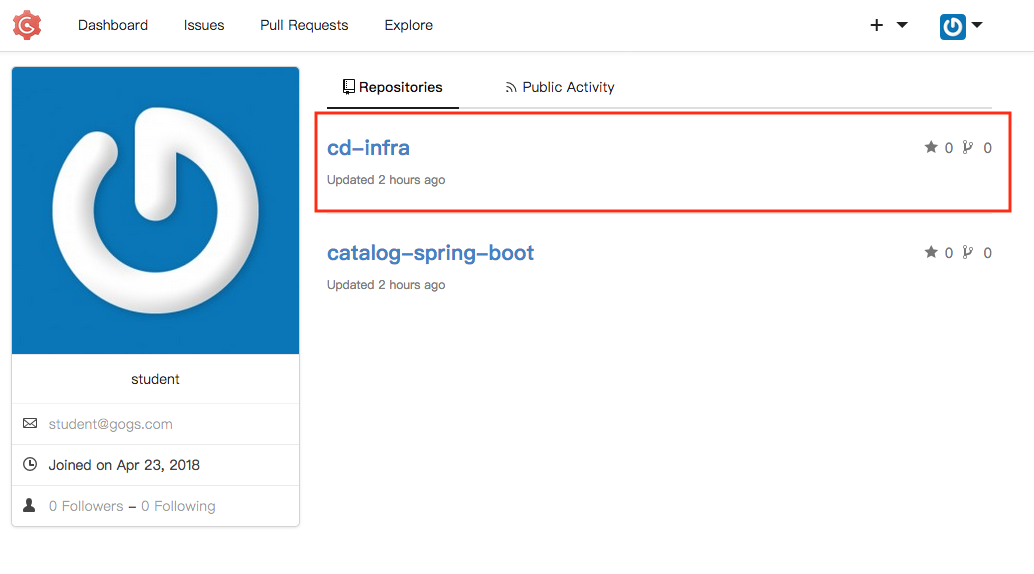 Dashboard Issues Pull Requests Explore
Repositories Public Activity
cd-infra 0 0
Updated 2 hours ago
catalog-spring-boot 0 0
Updated 2 hours ago
student
student@gogs.com
Joined on Apr 23, 2018
0 Followers - 0 Following